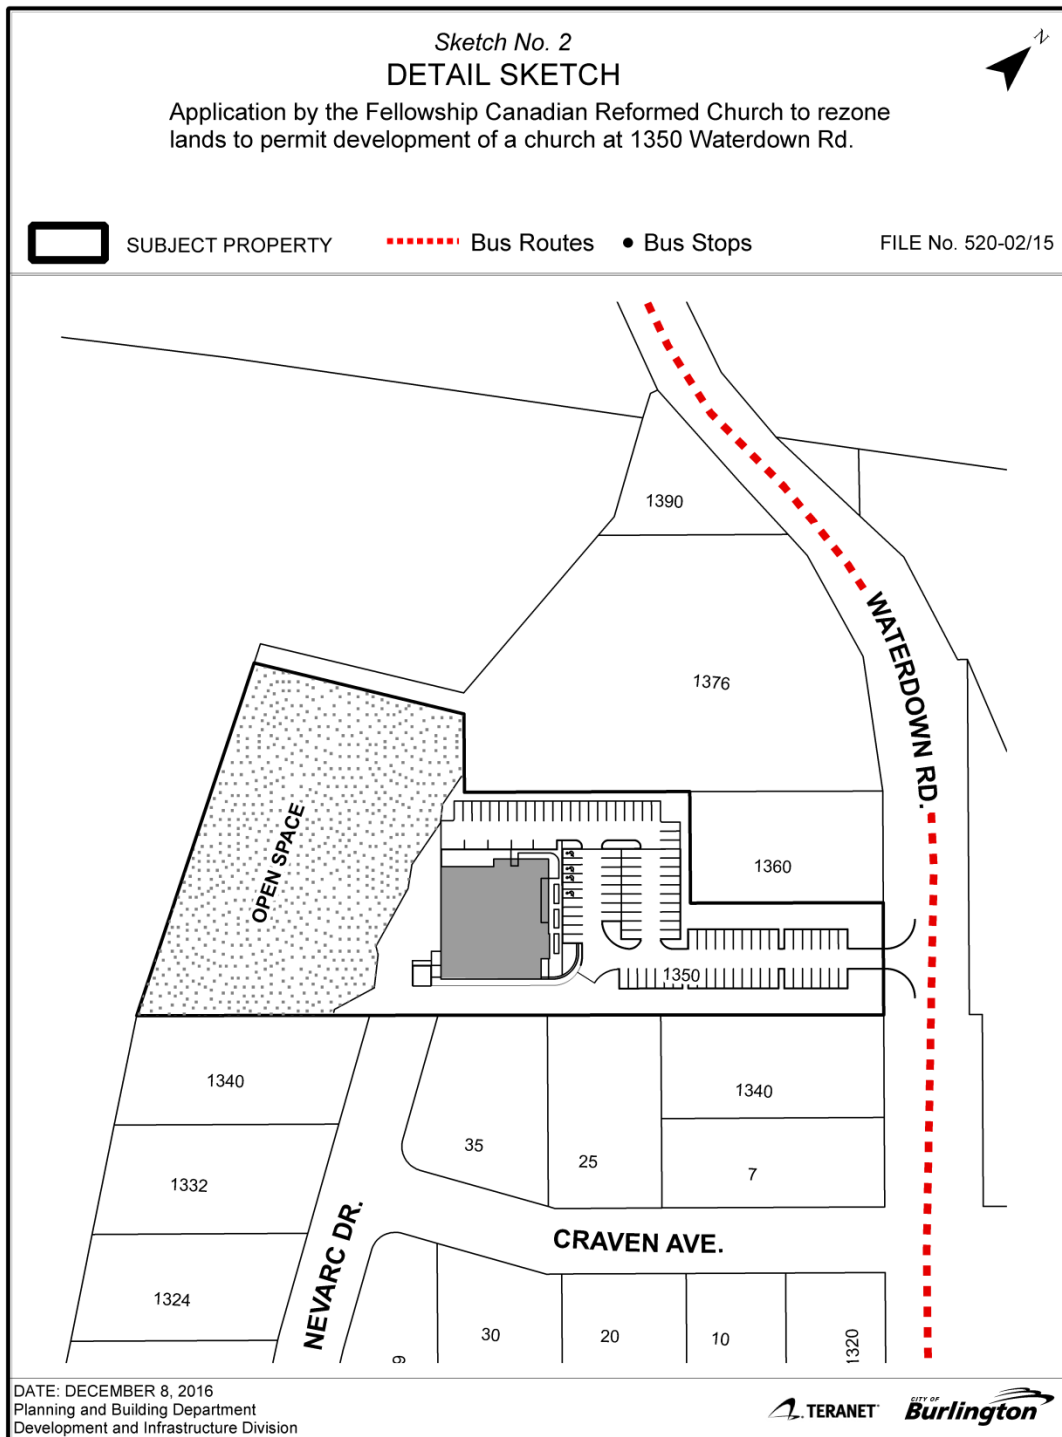 Sketch No. 2
DETAIL SKETCH
Application by the Fellowship Canadian Reformed Church to rezone
lands to permit development of a church at 1350 Waterdown Rd.
N
SUBJECT PROPERTY
Bus Routes
Bus Stops
FILE No. 520-02/15
1390
WATERDOWN RD.
1376
OPEN SPACE
1360
1350
1340
1340
35
25
7
1332
CRAVEN AVE.
NEVARC DR.
1324
30
20
10
1320
9
DATE: DECEMBER 8, 2016
Planning and Building Department
Development and Infrastructure Division
TERANET
CITY OF
Burlington